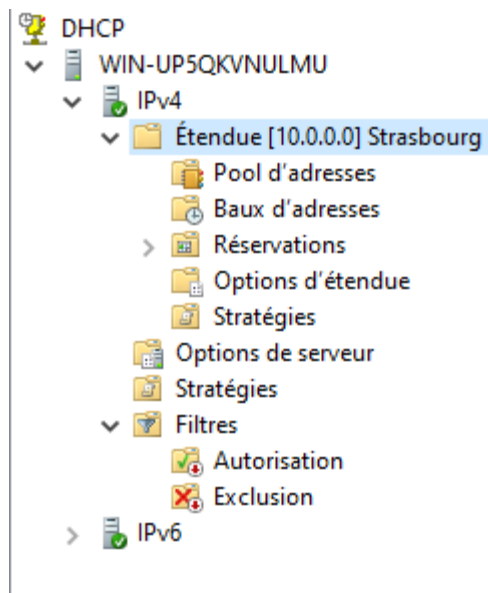 DHCP
WIN-UP5QKVNULMU
IPv4
Étendue [10.0.0.0] Strasbourg
Pool d'adresses
Baux d'adresses
Réservations
Options d'étendue
Stratégies
Options de serveur
Stratégies
Filtres
Autorisation
Exclusion
IPv6